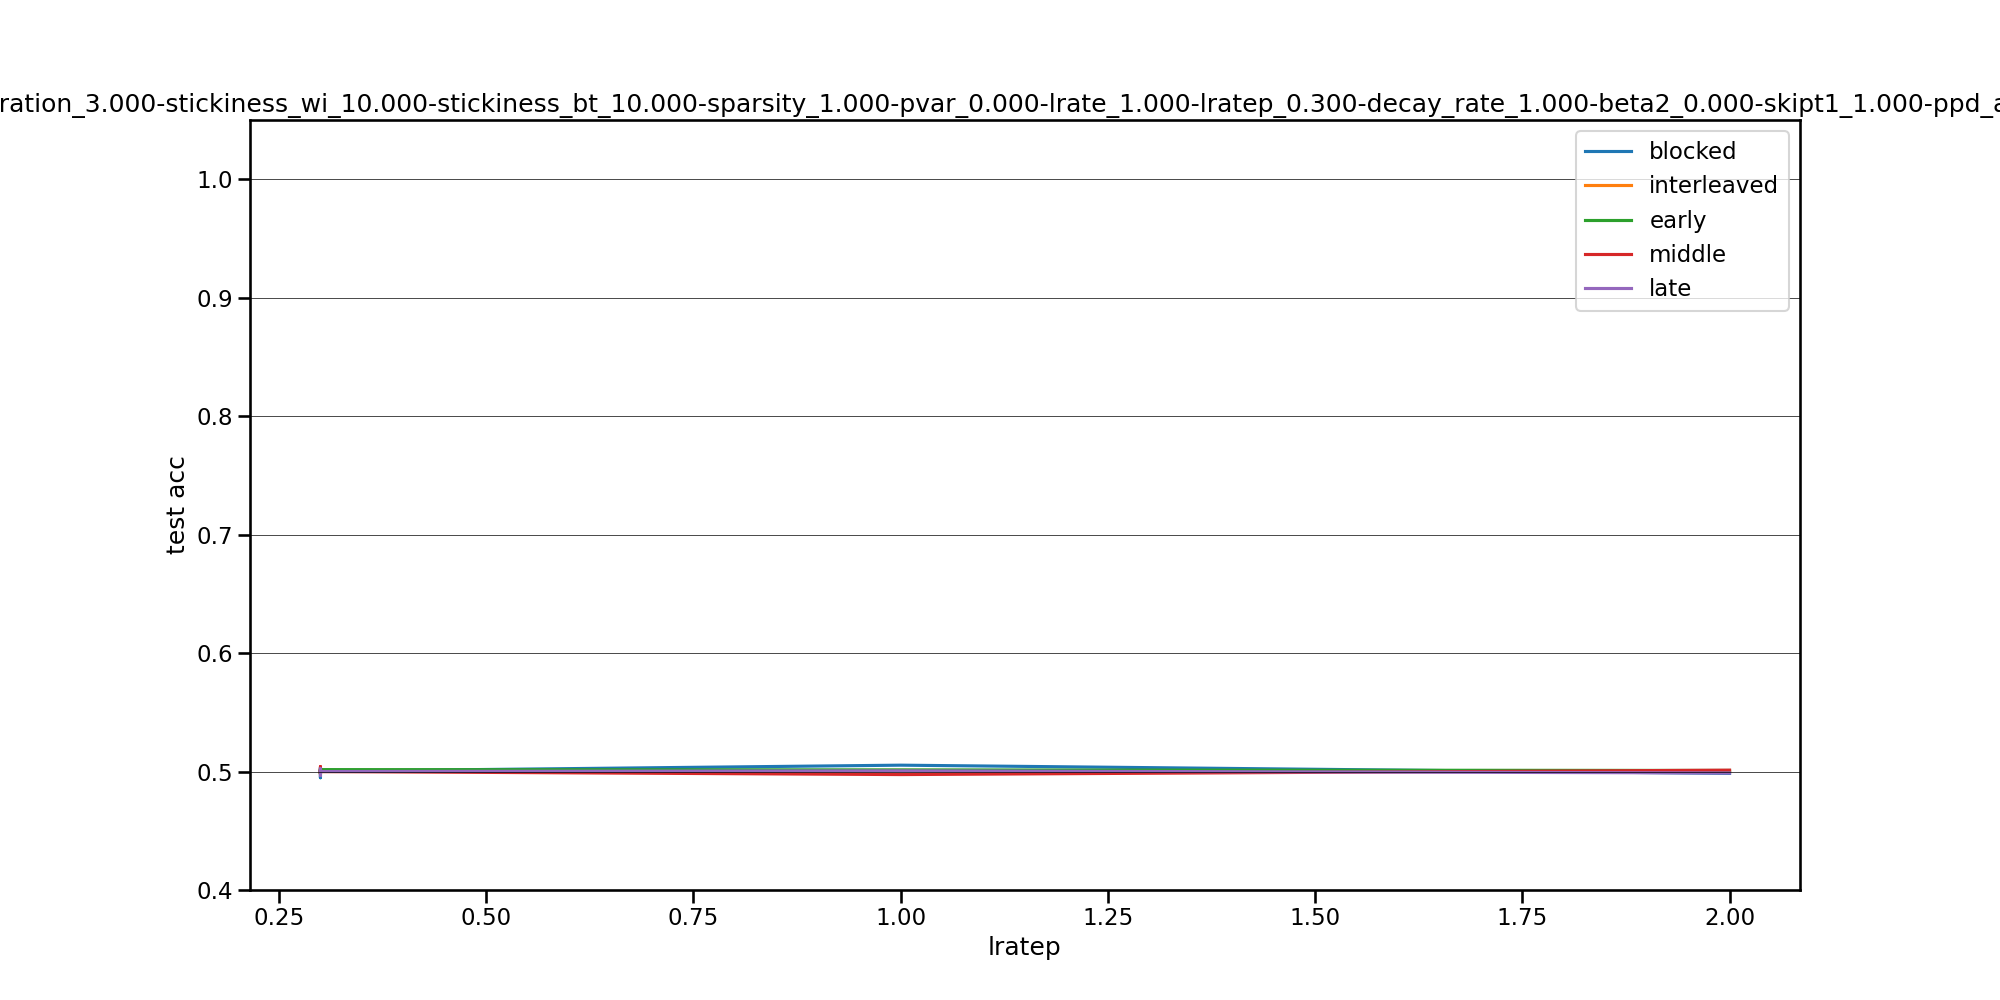 ration_3.000-stickiness_wi_10.000-stickiness_bt_10.000-sparsity_1.000-pvar_0.000-lrate_1.000-lratep_0.300-decay_rate_1.000-beta2_0.000-skipt1_1.000-ppd_a
blocked
interleaved
early
middle
late
1.0
0.9
0.8
0.7
0.6
0.5
0.4
test acc
0.25 0.50 0.75 1.00 1.25 1.50 1.75 2.00
lratep